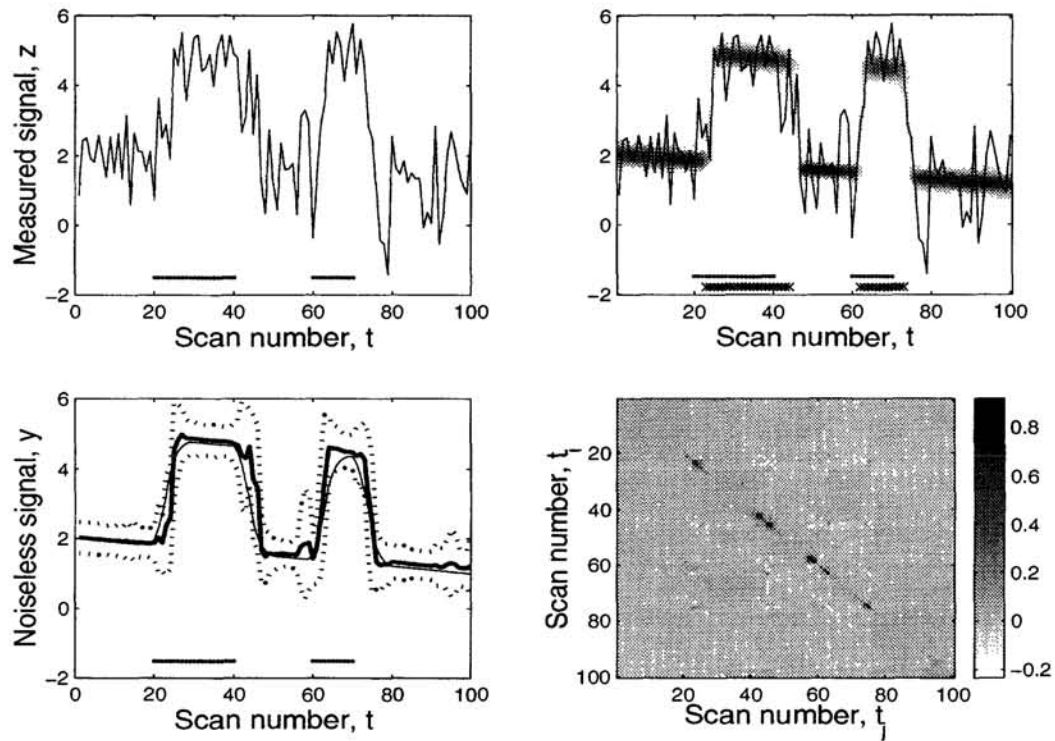 Measured signal, z
6
4
2
0
−2
0 20 40 60 80 100
Scan number, t
6
4
2
0
−2
0 20 40 60 80 100
Scan number, t
Noiseless signal, y
6
4
2
0
−2
0 20 40 60 80 100
Scan number, t
Scan number, t_i
20
40
60
80
100
20 40 60 80 100
Scan number, t_j
0.8
0.6
0.4
0.2
0
−0.2